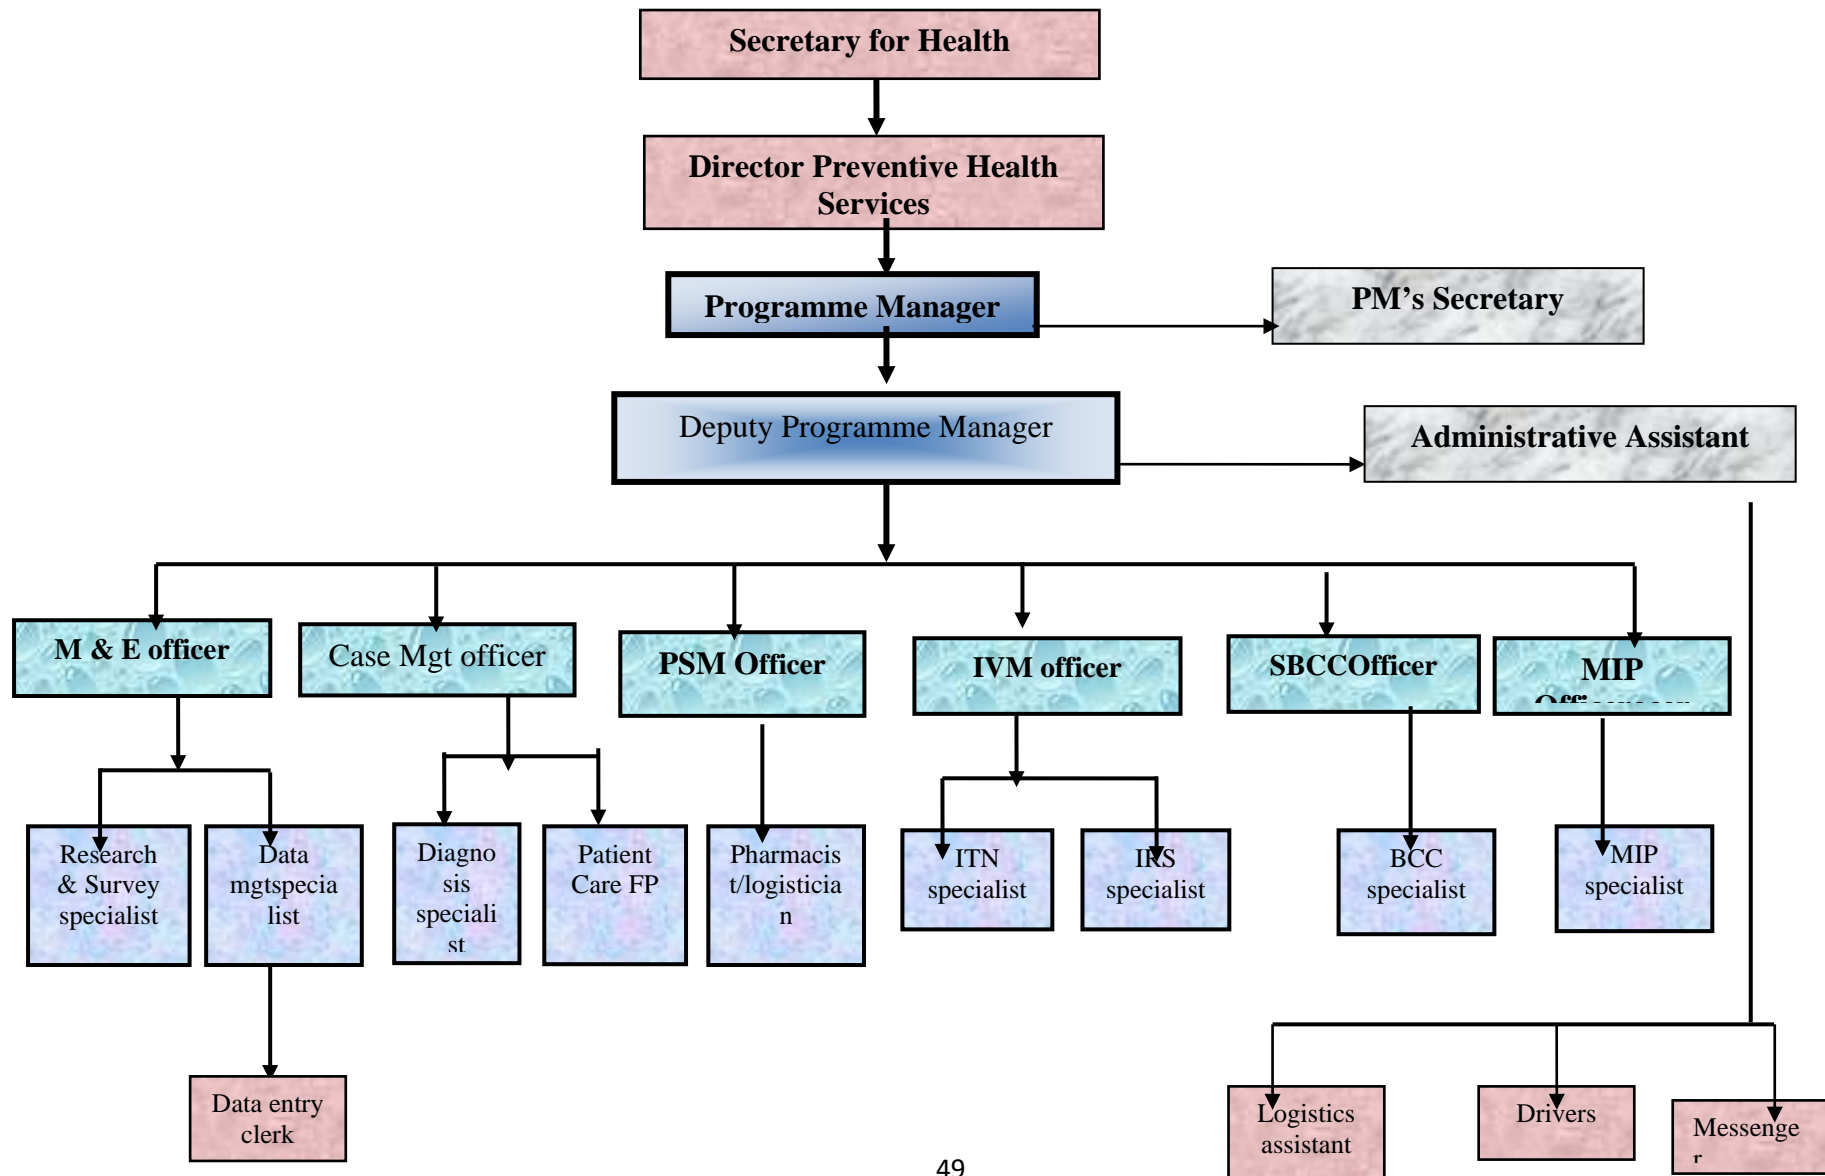 Secretary for Health
Director Preventive Health
Services
Programme Manager
PM's Secretary
Deputy Programme Manager
Administrative Assistant
M & E officer
Case Mgt officer
PSM Officer
IVM officer
SBCCOfficer
MIP
Research
& Survey
specialist
Data
mgtspecia
list
Diagno
sis
speciali
st
Patient
Care FP
Pharmacis
t/logisticia
n
ITN
specialist
IRS
specialist
BCC
specialist
MIP
specialist
Data entry
clerk
Logistics
assistant
Drivers
Messenge
r
49